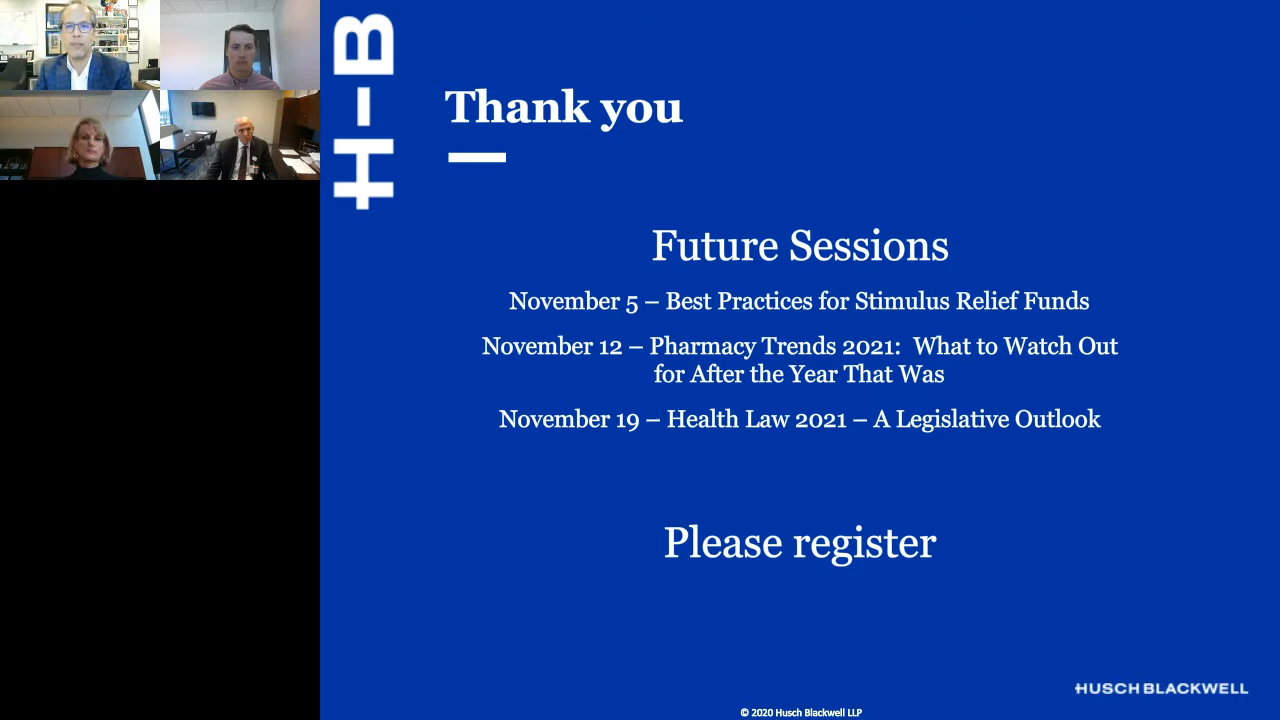 H-B
Thank you
Future Sessions
November 5 – Best Practices for Stimulus Relief Funds
November 12 – Pharmacy Trends 2021:  What to Watch Out
for After the Year That Was
November 19 – Health Law 2021 – A Legislative Outlook
Please register
HUSCH BLACKWELL
© 2020 Husch Blackwell LLP